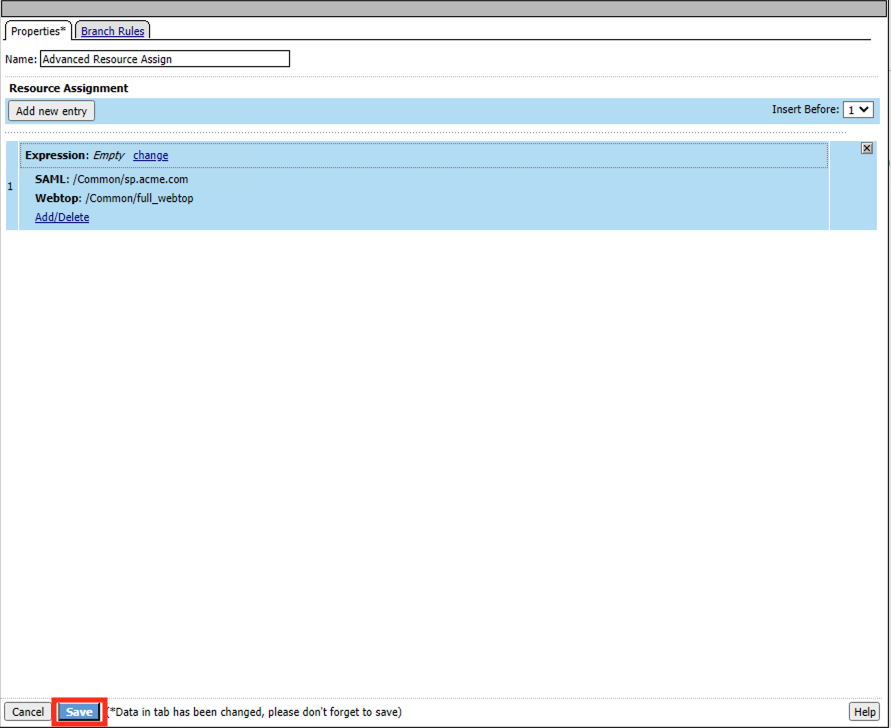 Properties* Branch Rules
Name: Advanced Resource Assign
Resource Assignment
Add new entry Insert Before: 1
Expression: Empty change
1
SAML: /Common/sp.acme.com
Webtop: /Common/full_webtop
Add/Delete
Cancel Save (*Data in tab has been changed, please don't forget to save) Help